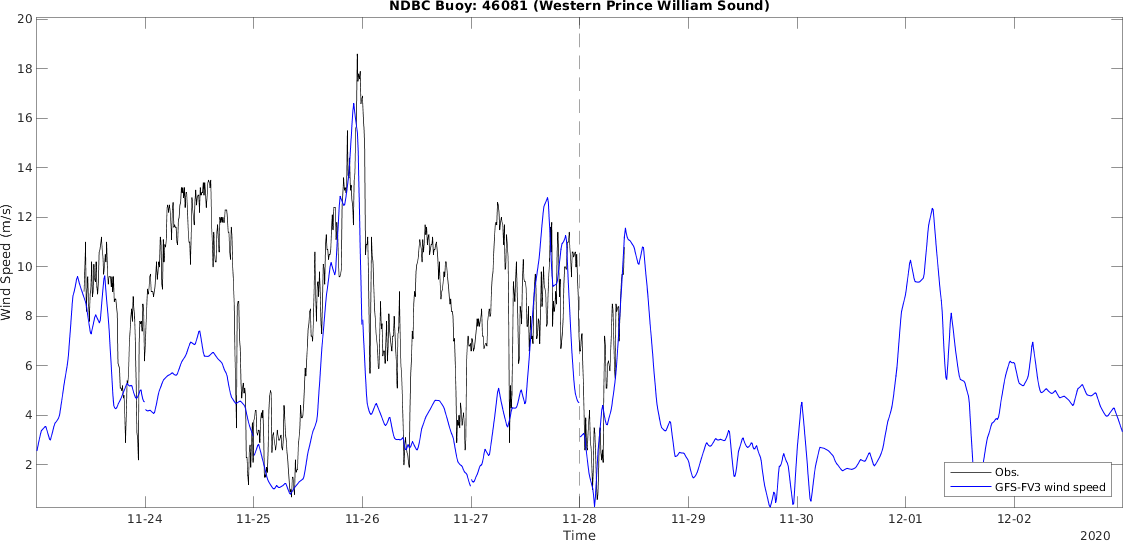 NDBC Buoy: 46081 (Western Prince William Sound)
20
18
16
14
12
10
8
6
4
2
Wind Speed (m/s)
Obs.
GFS-FV3 wind speed
11-24 11-25 11-26 11-27 11-28 11-29 11-30 12-01 12-02
Time
2020